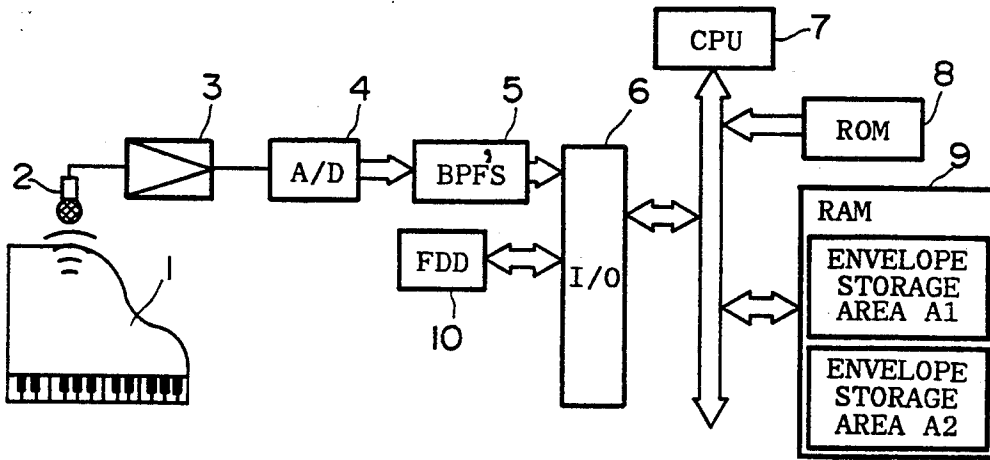 CPU
7
3
4
5
6
8
ROM
A/D
BPF'S
2
9
RAM
ENVELOPE
STORAGE
AREA A1
FDD
I/O
1
10
ENVELOPE
STORAGE
AREA A2